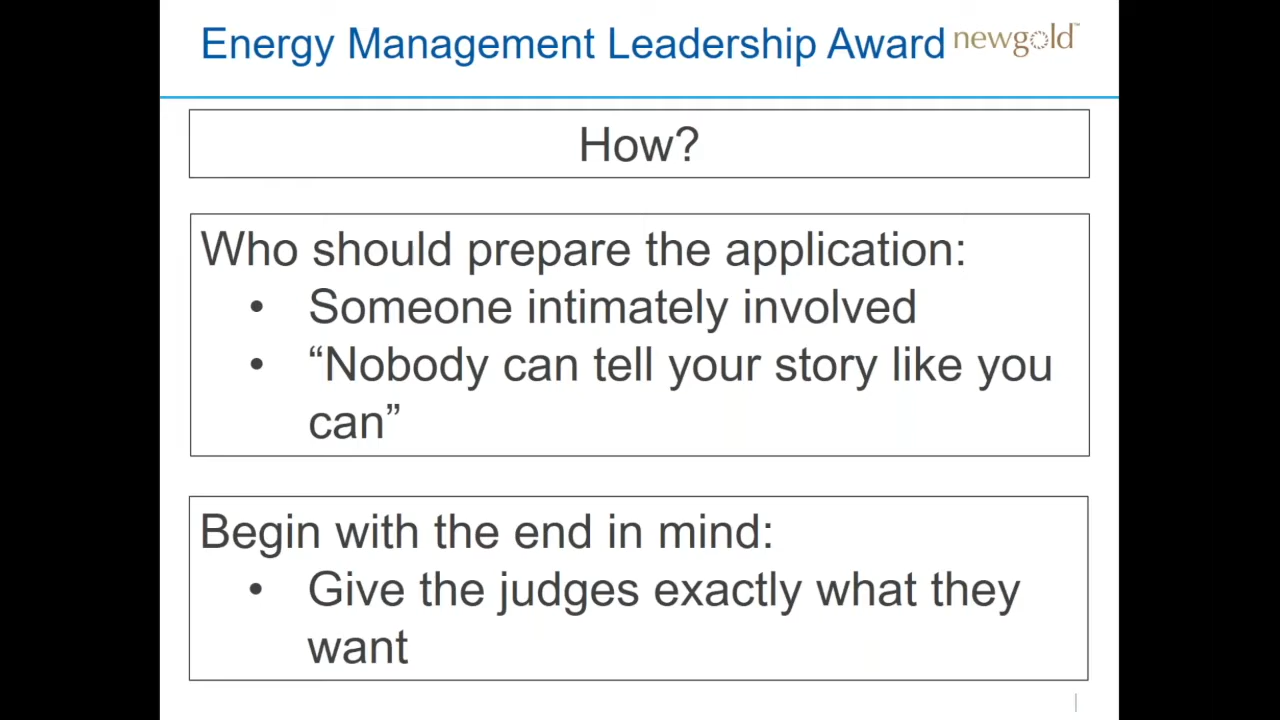 Energy Management Leadership Award newgold™
How?
Who should prepare the application:
• Someone intimately involved
• “Nobody can tell your story like you
can”
Begin with the end in mind:
• Give the judges exactly what they
want